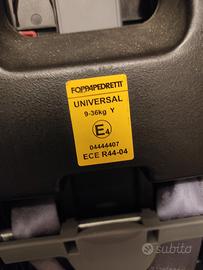 FOPPAPEDRETTI
UNIVERSAL
9-36kg Y
E4
04444407
ECE R44-04
subito